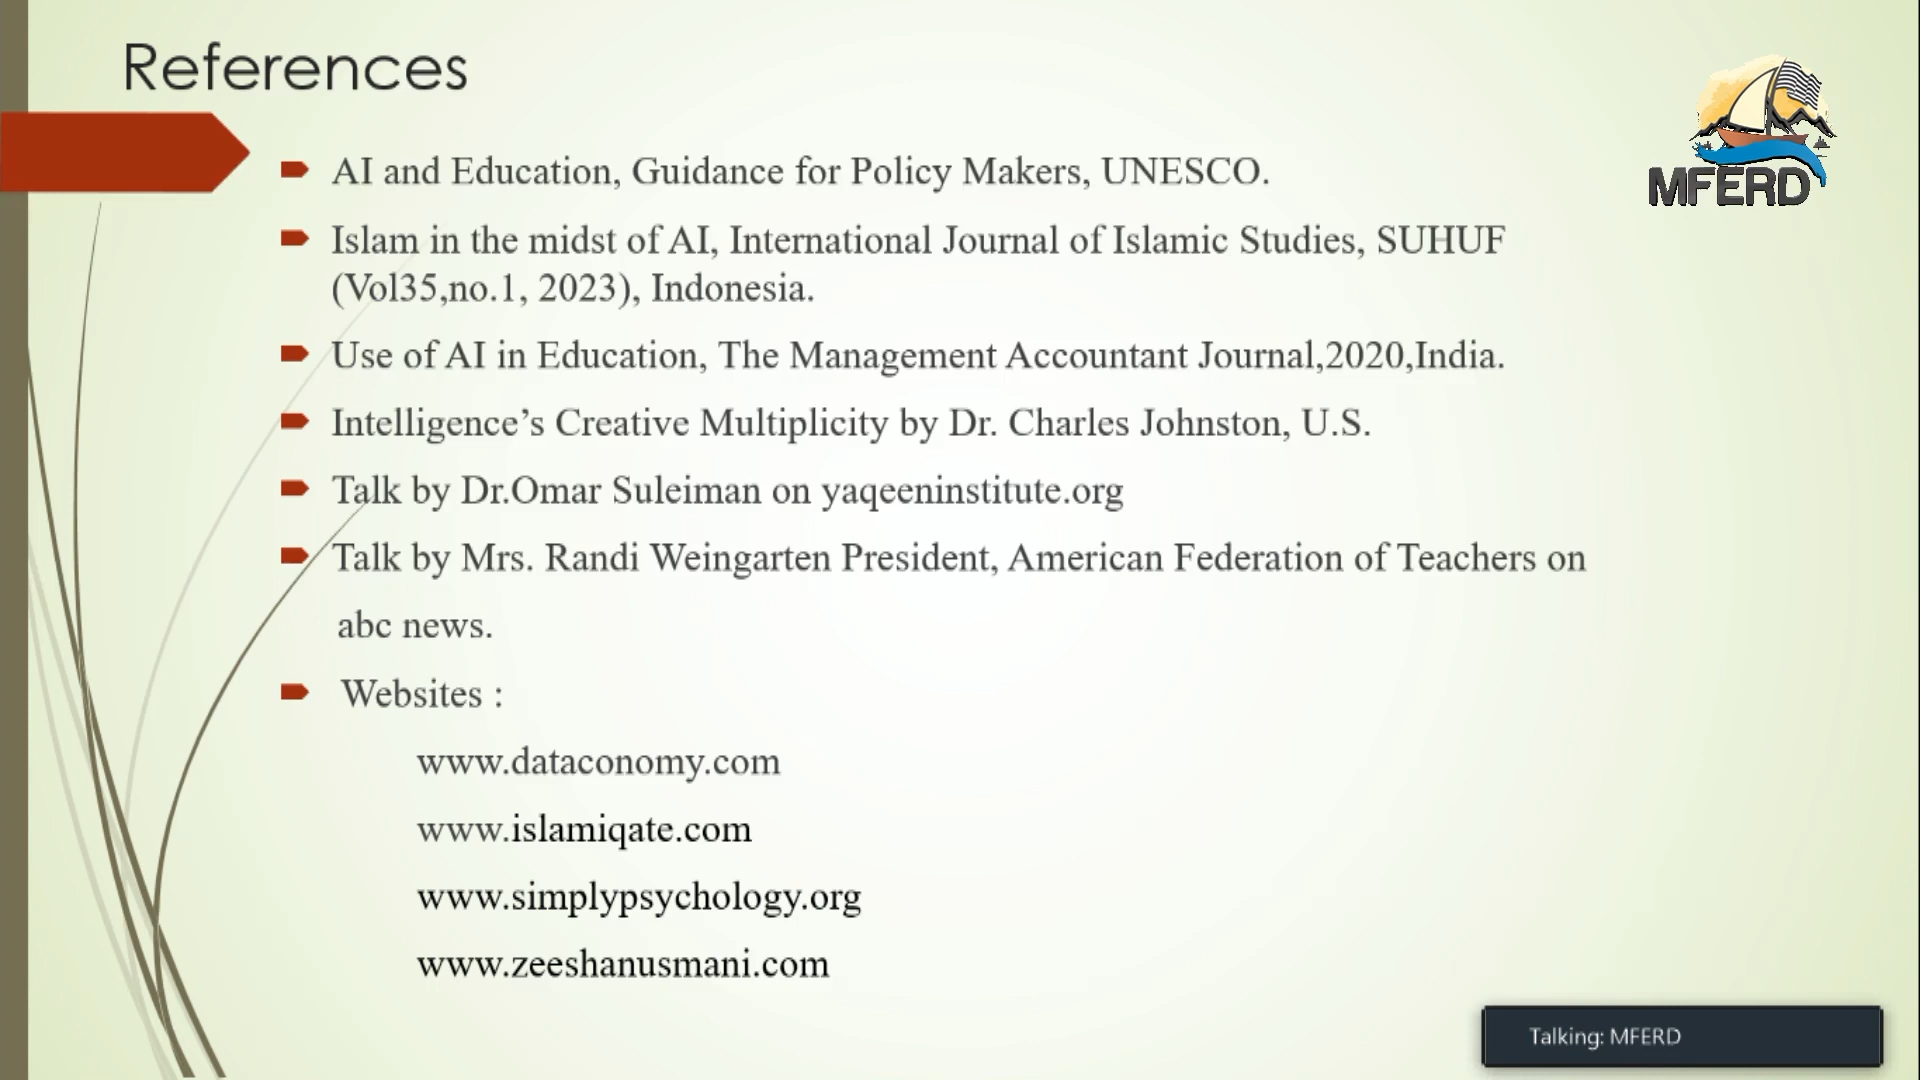 References
MFERD
AI and Education, Guidance for Policy Makers, UNESCO.
Islam in the midst of AI, International Journal of Islamic Studies, SUHUF
(Vol35,no.1, 2023), Indonesia.
Use of AI in Education, The Management Accountant Journal,2020,India.
Intelligence’s Creative Multiplicity by Dr. Charles Johnston, U.S.
Talk by Dr.Omar Suleiman on yaqeeninstitute.org
Talk by Mrs. Randi Weingarten President, American Federation of Teachers on
abc news.
Websites :
www.dataconomy.com
www.islamiqate.com
www.simplypsychology.org
www.zeeshanusmani.com
Talking: MFERD